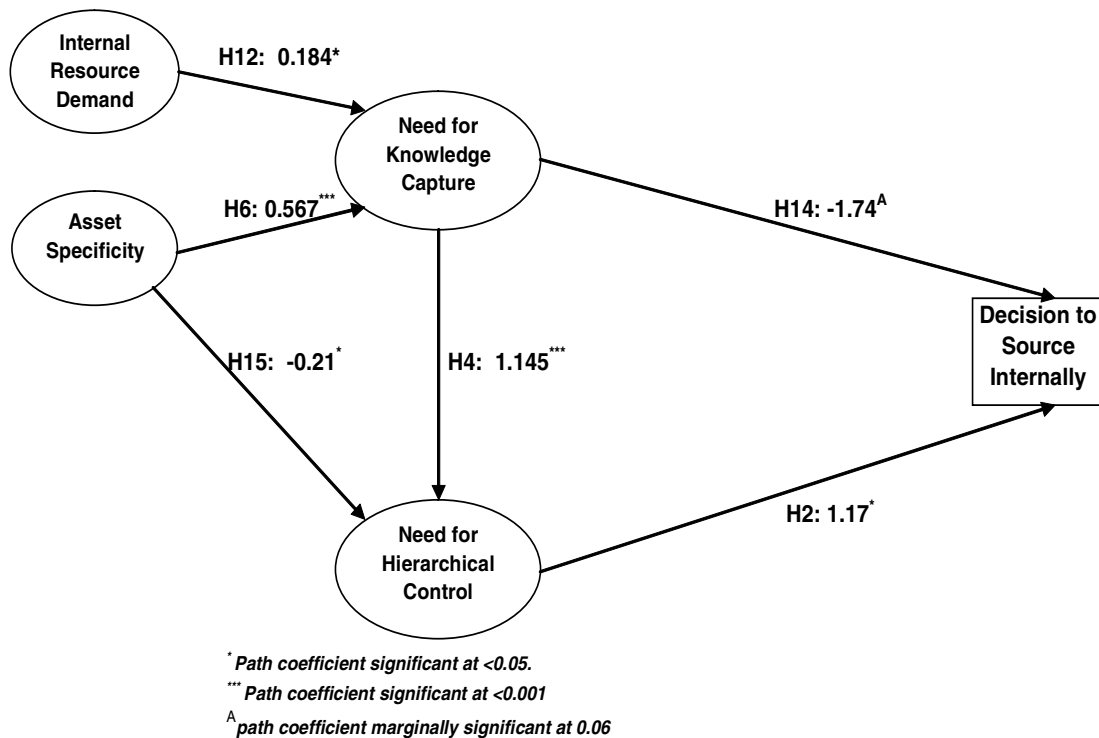 Internal
Resource
Demand
H12:  0.184*
Need for
Knowledge
Capture
Asset
Specificity
H6: 0.567***
H14: -1.74A
H15:  -0.21*
H4:  1.145***
Decision to
Source
Internally
Need for
Hierarchical
Control
H2: 1.17*
* Path coefficient significant at <0.05.
*** Path coefficient significant at <0.001
A path coefficient marginally significant at 0.06